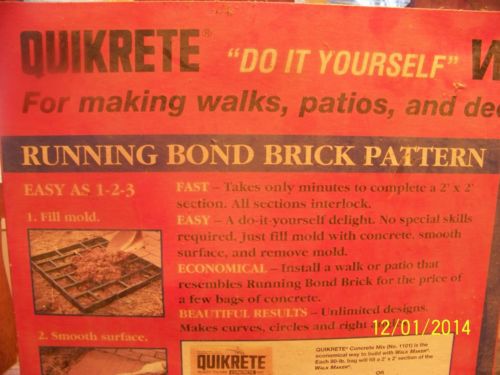 QUIKRETE® "DO IT YOURSELF" W
For making walks, patios, and de
RUNNING BOND BRICK PATTERN
EASY AS 1-2-3
1. Fill mold.
2. Smooth surface.
FAST – Takes only minutes to complete a 2' x 2'
section. All sections interlock.
EASY – A do-it-yourself delight. No special skills
required. Just fill mold with concrete, smooth
surface, and remove mold.
ECONOMICAL – Install a walk or patio that
resembles Running Bond Brick for the price of
a few bags of concrete.
BEAUTIFUL RESULTS – Unlimited designs.
Makes curves, circles and right
12/01/2014
QUIKRETE
CONCRETE MIX
QUIKRETE® Concrete Mix (No. 1101) is the
economical way to build with WALK MAKER®.
Each 80-lb. bag will fill a 2' x 2' section of the
WALK MAKER®.
OR